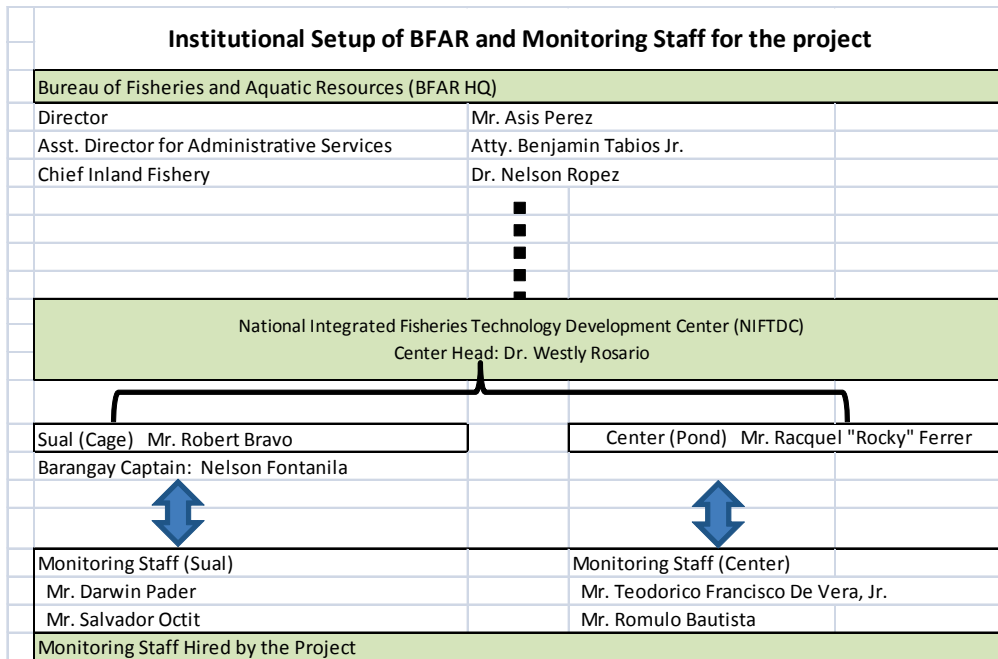 Institutional Setup of BFAR and Monitoring Staff for the project
Bureau of Fisheries and Aquatic Resources (BFAR HQ)
Director Mr. Asis Perez
Asst. Director for Administrative Services Atty. Benjamin Tabios Jr.
Chief Inland Fishery Dr. Nelson Ropez
National Integrated Fisheries Technology Development Center (NIFTDC)
Center Head: Dr. Westly Rosario
Sual (Cage) Mr. Robert Bravo
Center (Pond) Mr. Racquel "Rocky" Ferrer
Barangay Captain: Nelson Fontanila
Monitoring Staff (Sual)
Mr. Darwin Pader
Mr. Salvador Octit
Monitoring Staff (Center)
Mr. Teodorico Francisco De Vera, Jr.
Mr. Romulo Bautista
Monitoring Staff Hired by the Project